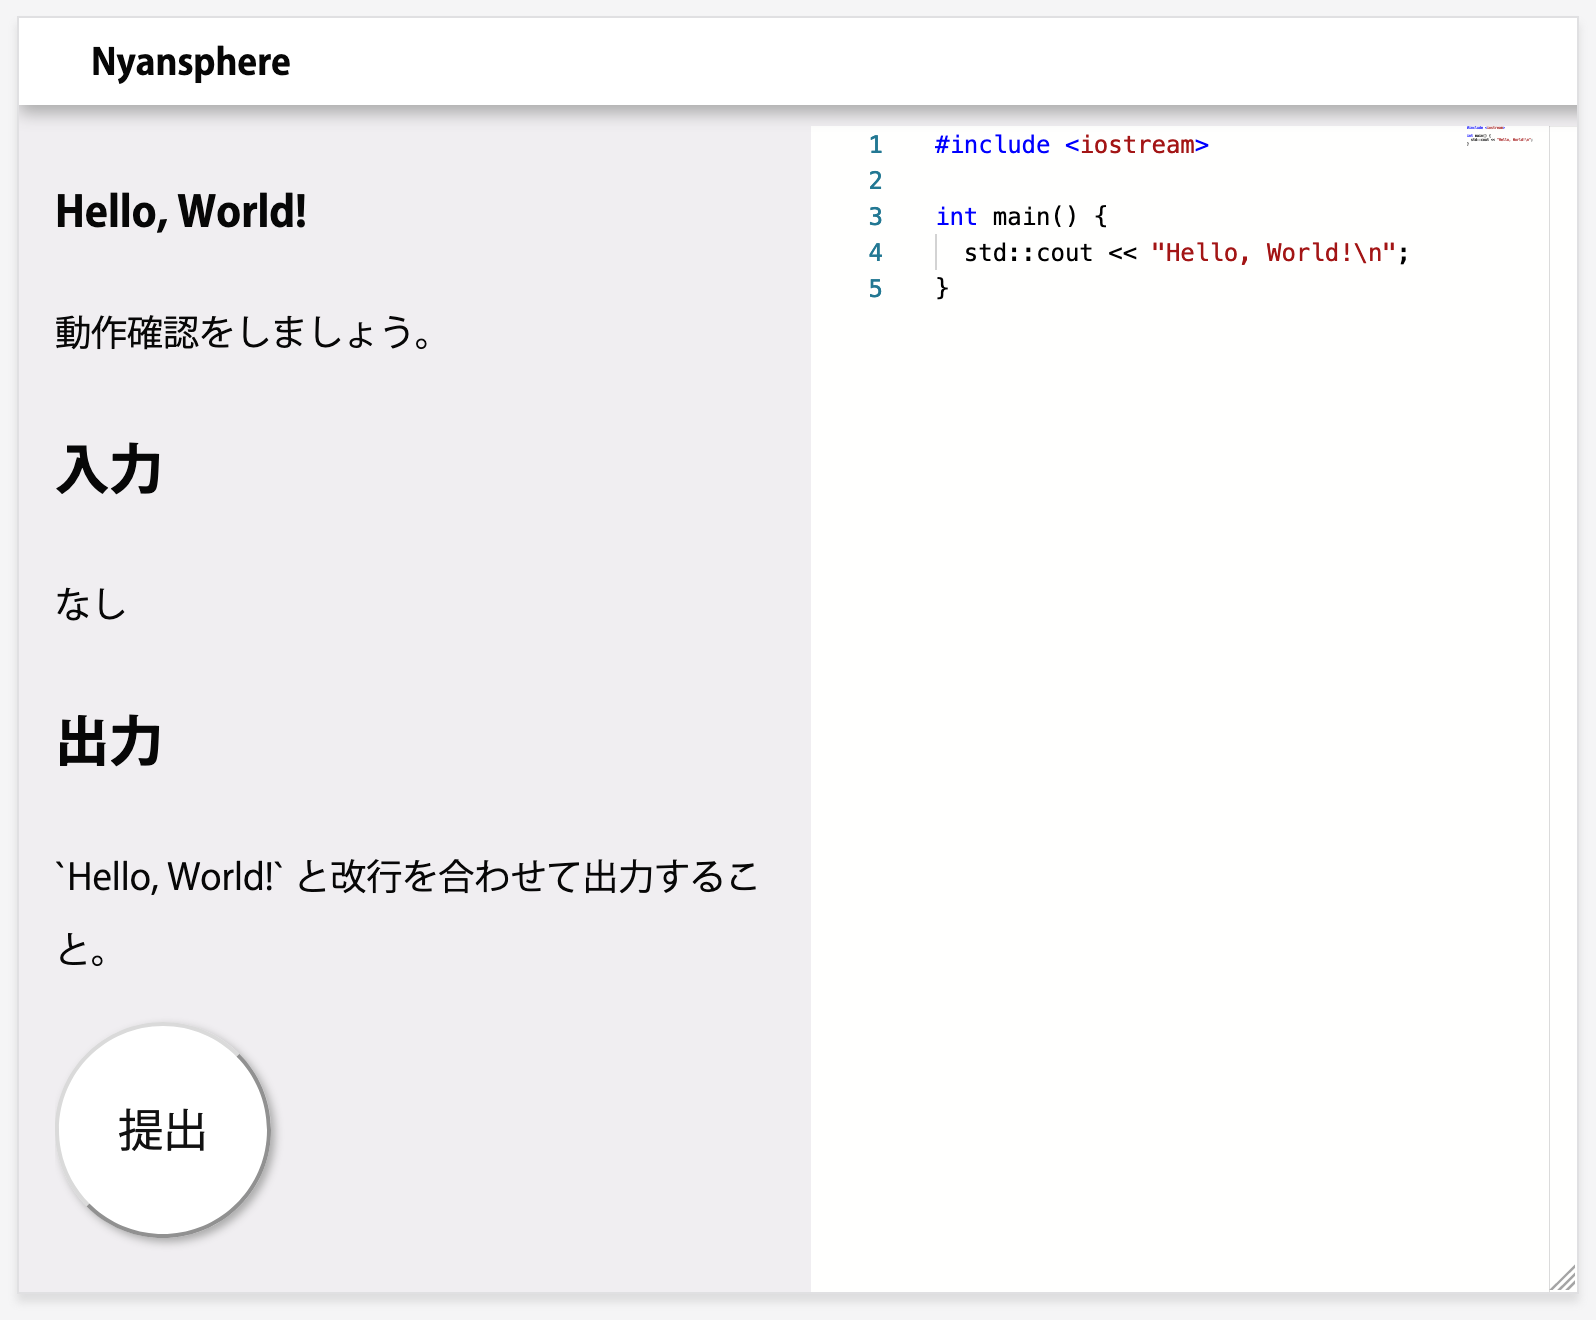 Nyansphere
Hello, World!
動作確認をしましょう。
入力
なし
出力
`Hello, World!` と改行を合わせて出力するこ
と。
提出
1 #include <iostream>
2
3 int main() {
4   std::cout << "Hello, World!\n";
5 }